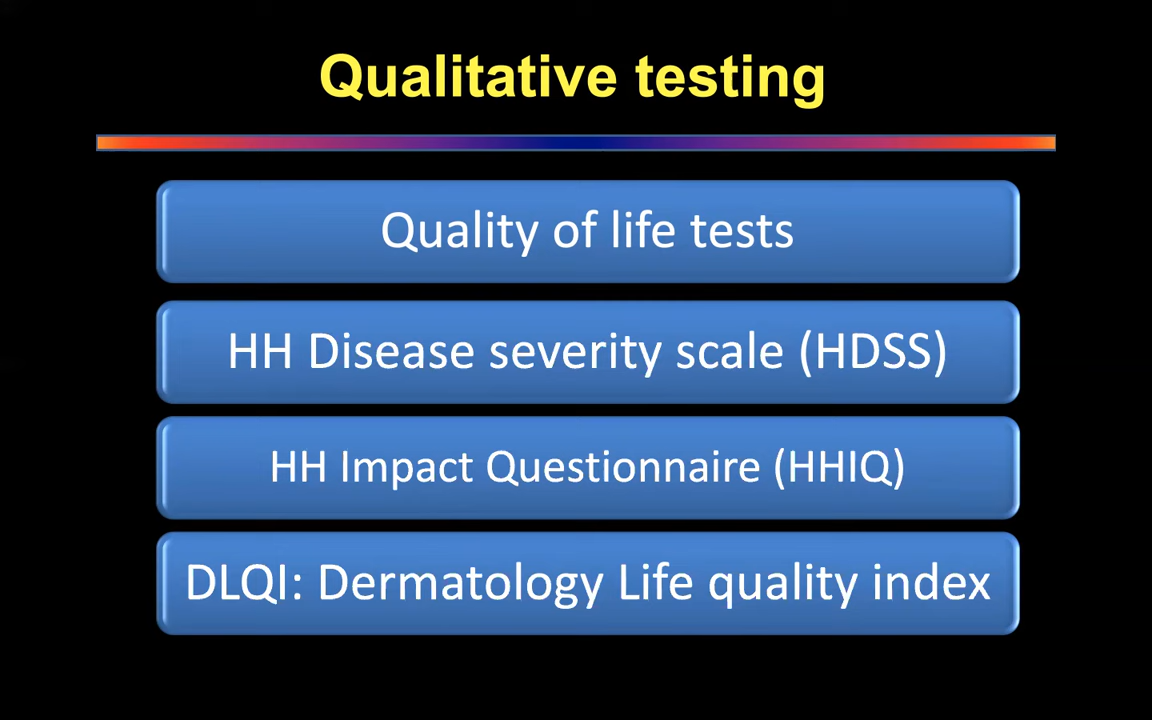 Qualitative testing
Quality of life tests
HH Disease severity scale (HDSS)
HH Impact Questionnaire (HHIQ)
DLQI: Dermatology Life quality index